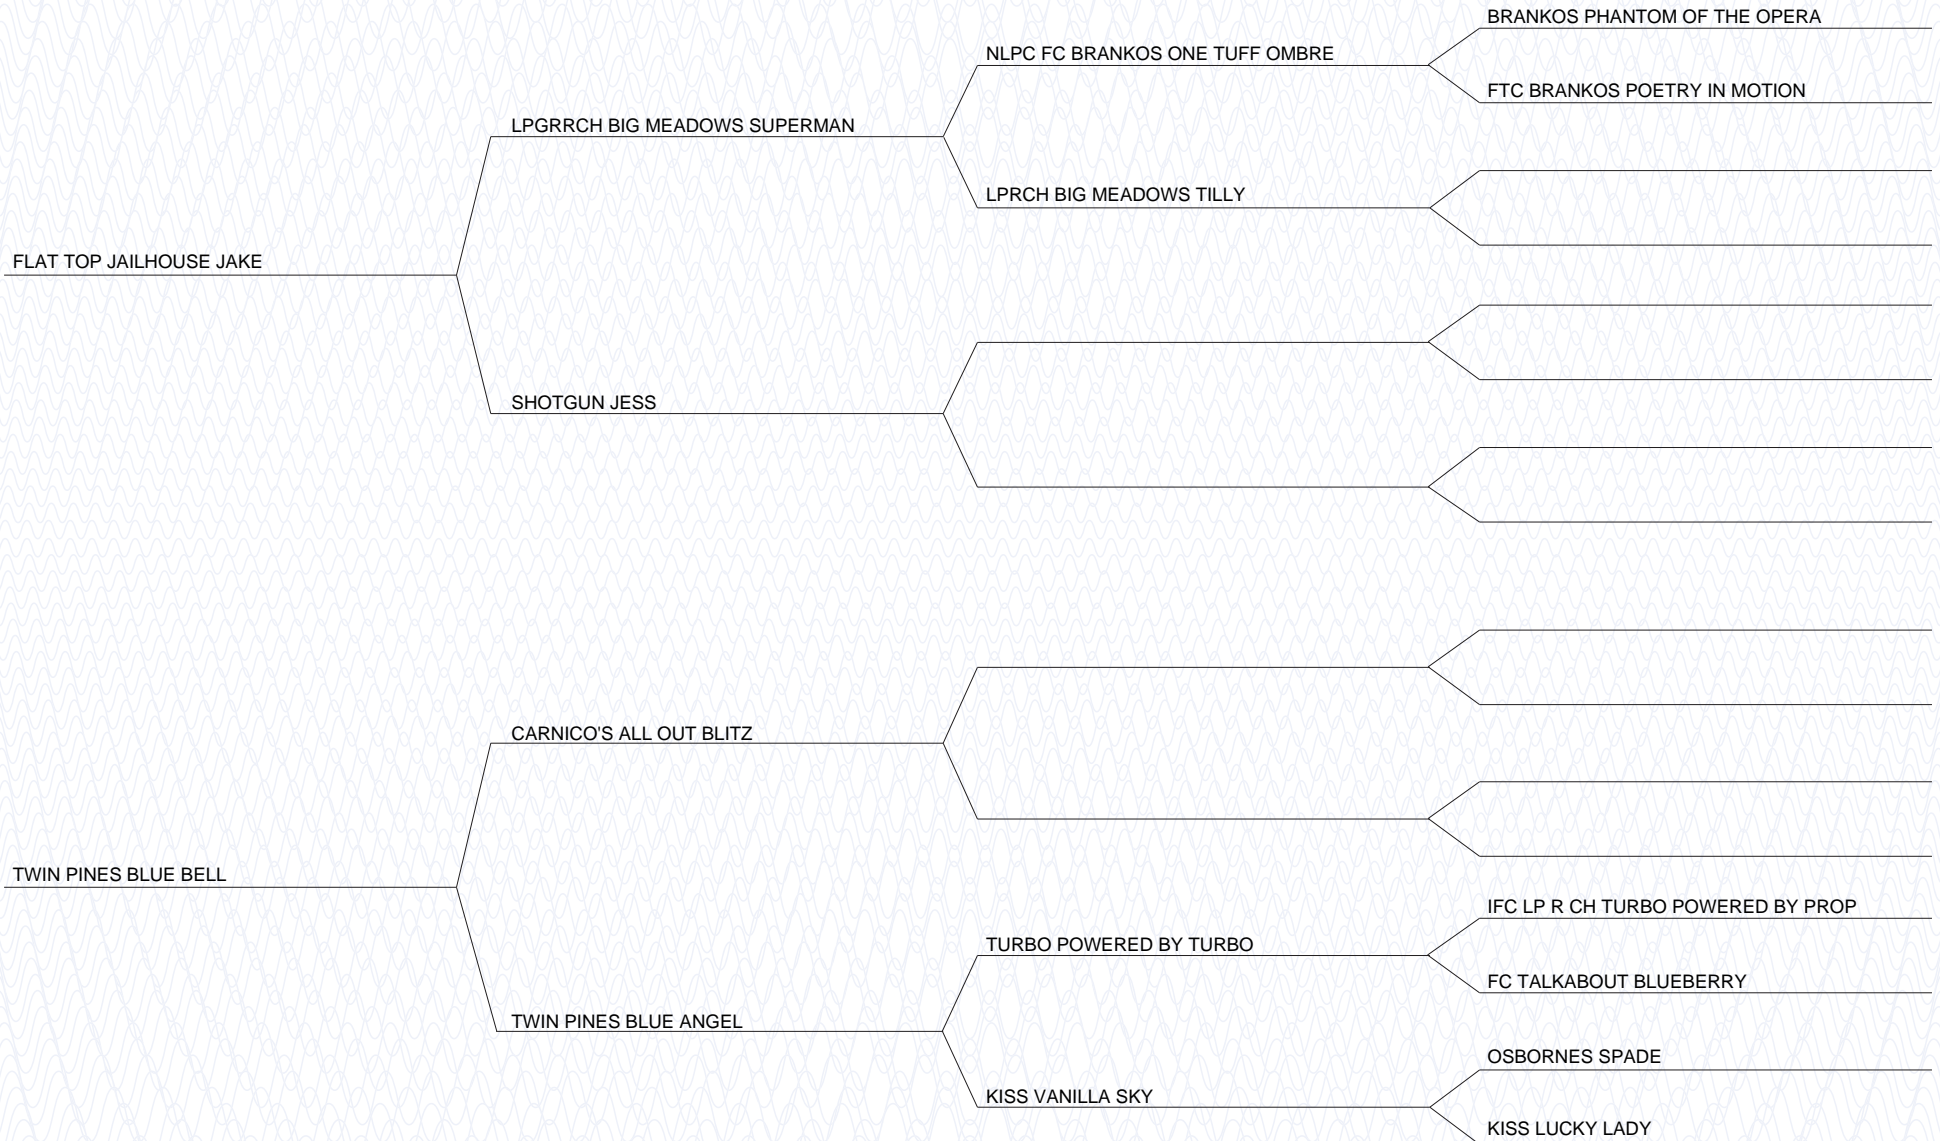 BRANKOS PHANTOM OF THE OPERA
NLPC FC BRANKOS ONE TUFF OMBRE
FTC BRANKOS POETRY IN MOTION
LPGRRCH BIG MEADOWS SUPERMAN
LPRCH BIG MEADOWS TILLY
FLAT TOP JAILHOUSE JAKE
SHOTGUN JESS
CARNICO'S ALL OUT BLITZ
TWIN PINES BLUE BELL
IFC LP R CH TURBO POWERED BY PROP
TURBO POWERED BY TURBO
FC TALKABOUT BLUEBERRY
TWIN PINES BLUE ANGEL
OSBORNES SPADE
KISS VANILLA SKY
KISS LUCKY LADY